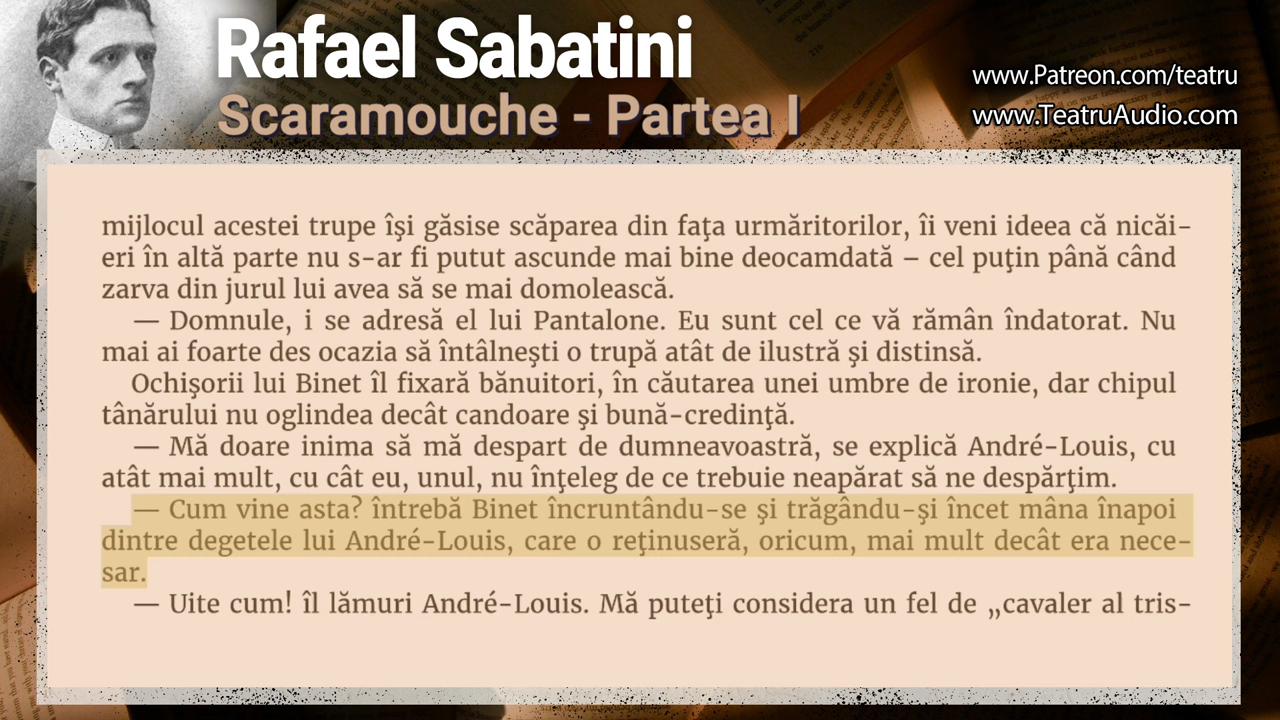 Rafael Sabatini
Scaramouche - Partea I
www.Patreon.com/teatru
www.TeatruAudio.com
mijlocul acestei trupe îşi găsise scăparea din faţa urmăritorilor, îi veni ideea că nicăi-
eri în altă parte nu s-ar fi putut ascunde mai bine deocamdată – cel puţin până când
zarva din jurul lui avea să se mai domolească.
— Domnule, i se adresă el lui Pantalone. Eu sunt cel ce vă rămân îndatorat. Nu
mai ai foarte des ocazia să întâlneşti o trupă atât de ilustră şi distinsă.
Ochişorii lui Binet îl fixară bănuitori, în căutarea unei umbre de ironie, dar chipul
tânărului nu oglindea decât candoare şi bună-credinţă.
— Mă doare inima să mă despart de dumneavoastră, se explică André-Louis, cu
atât mai mult, cu cât eu, unul, nu înţeleg de ce trebuie neapărat să ne despărţim.
— Cum vine asta? întrebă Binet încruntându-se şi trăgându-şi încet mâna înapoi
dintre degetele lui André-Louis, care o reţinuseră, oricum, mai mult decât era nece-
sar.
— Uite cum! îl lămuri André-Louis. Mă puteţi considera un fel de „cavaler al tris-